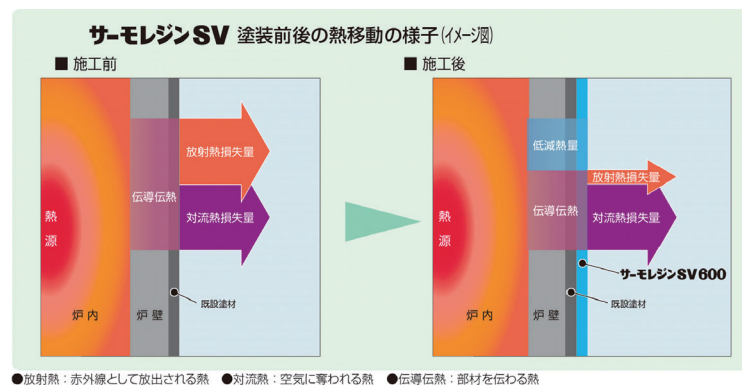 サーモレジンSV 塗装前後の熱移動の様子(イメージ図)
■ 施工前
放射熱損失量
伝導伝熱
対流熱損失量
熱源
炉内
炉壁
既設塗材
■ 施工後
低減熱量
放射熱損失量
伝導伝熱
対流熱損失量
熱源
サーモレジンSV600
炉内
炉壁
既設塗材
●放射熱：赤外線として放出される熱 ●対流熱：空気に奪われる熱 ●伝導伝熱：部材を伝わる熱